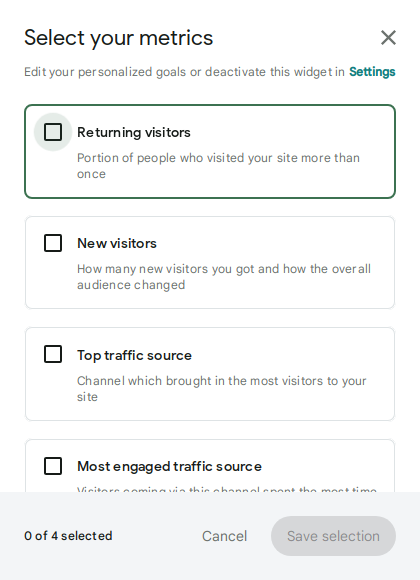 Select your metrics
Edit your personalized goals or deactivate this widget in Settings
Returning visitors
Portion of people who visited your site more than
once
New visitors
How many new visitors you got and how the overall
audience changed
Top traffic source
Channel which brought in the most visitors to your
site
Most engaged traffic source
Visitors coming via this channel spent the most time
0 of 4 selected
Cancel
Save selection